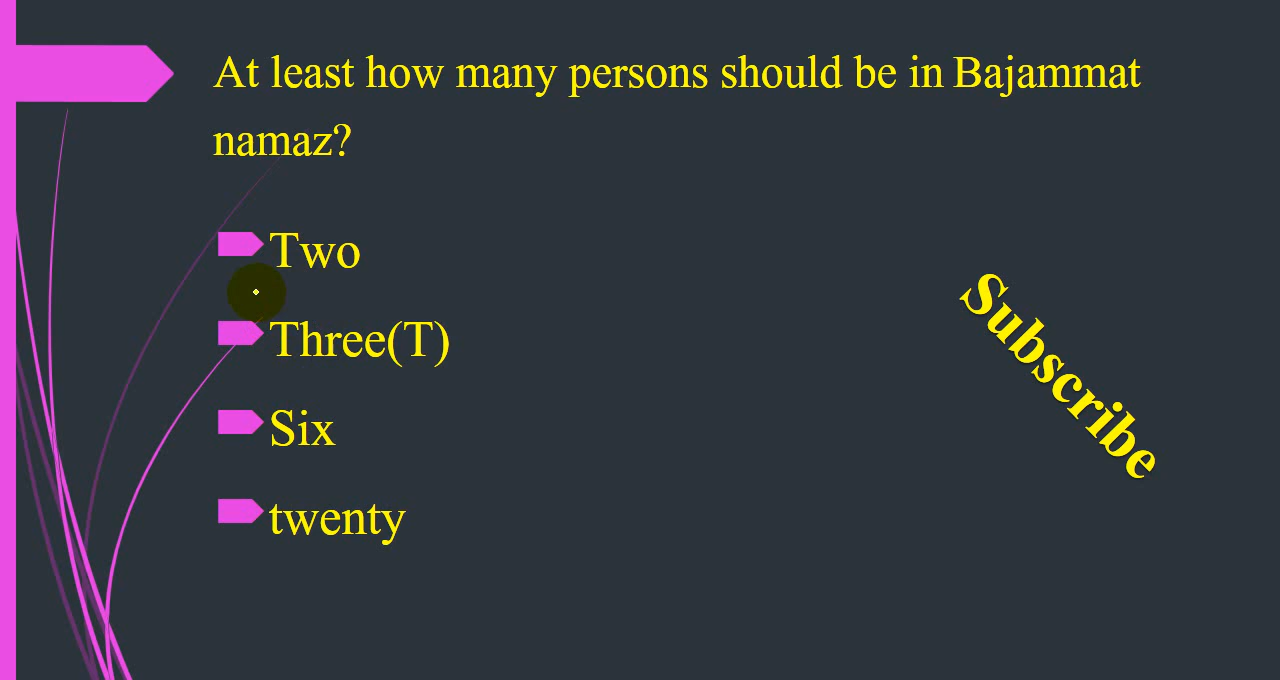 At least how many persons should be in Bajammat
namaz?
Two
Three(T)
Six
twenty
Subscribe